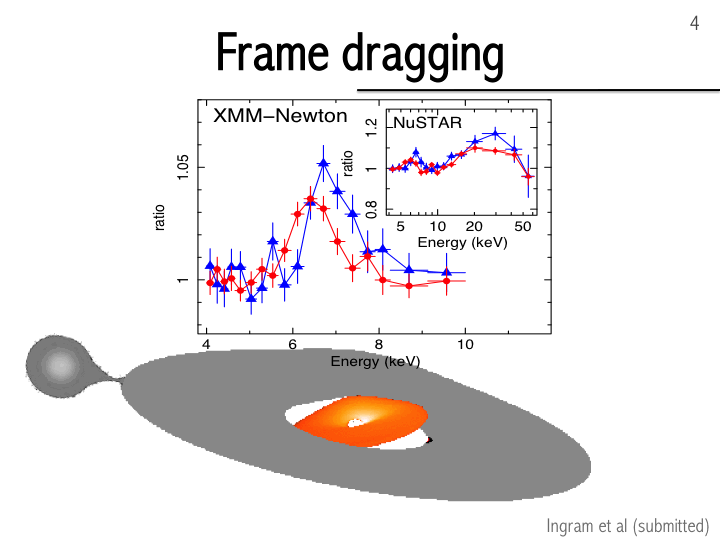 4
Frame dragging
XMM−Newton
NuSTAR
ratio
1
1.05
ratio
0.8
1
1.2
5 10 20 50
Energy (keV)
4 6 8 10
Energy (keV)
Ingram et al (submitted)